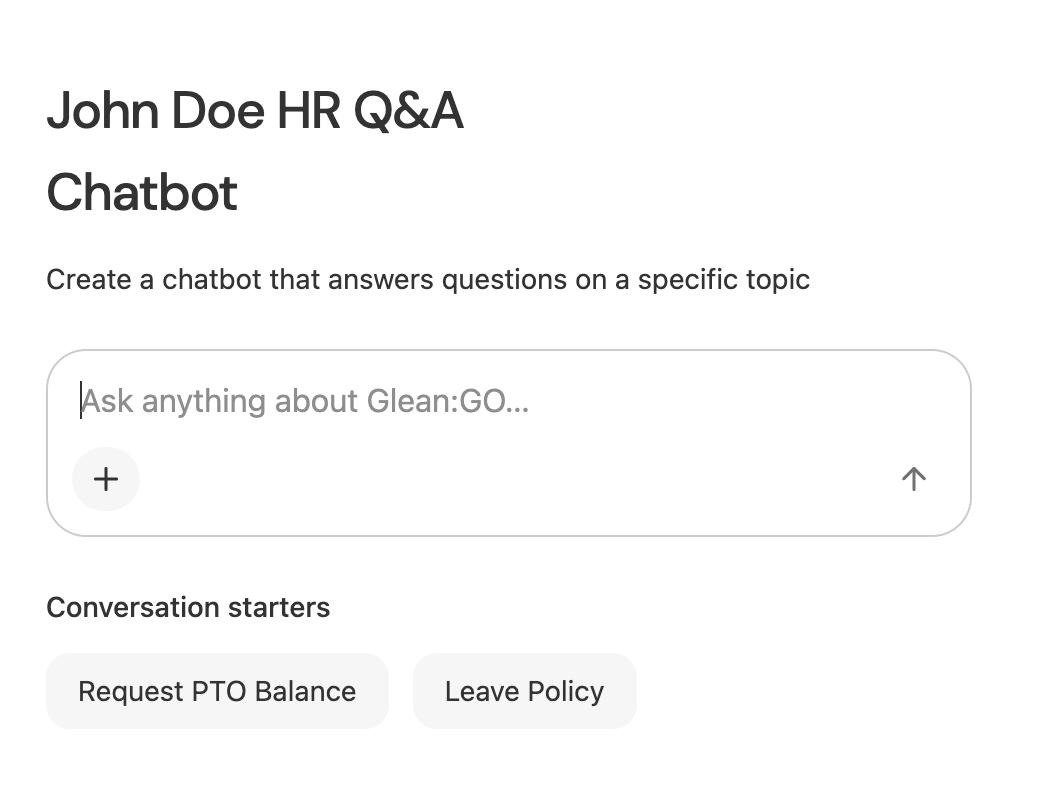 John Doe HR Q&A
Chatbot
Create a chatbot that answers questions on a specific topic
Ask anything about Glean:GO...
Conversation starters
Request PTO Balance
Leave Policy